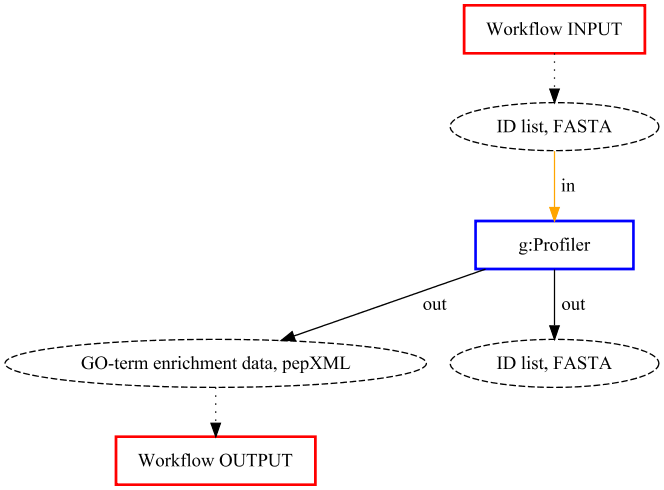 Workflow INPUT
ID list, FASTA
in
g:Profiler
out
out
GO-term enrichment data, pepXML
ID list, FASTA
Workflow OUTPUT